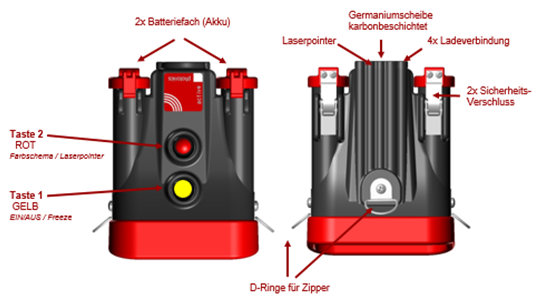 2x Batteriefach (Akku)
Germaniumscheibe
karbonbeschichtet
Laserpointer
4x Ladeverbindung
2x Sicherheits-
Verschluss
active
Taste 2
ROT
Farbschema / Laserpointer
Taste 1
GELB
EIN/AUS / Freeze
D-Ringe für Zipper